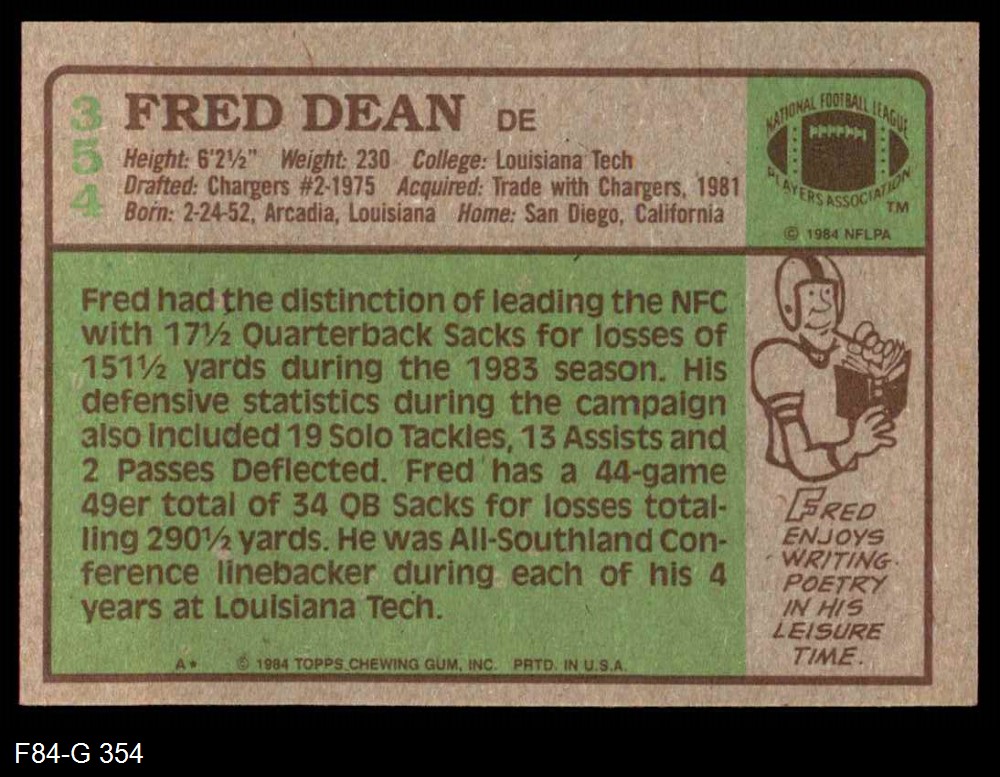 354
FRED DEAN DE
Height: 6'2½" Weight: 230 College: Louisiana Tech
Drafted: Chargers #2-1975 Acquired: Trade with Chargers, 1981
Born: 2-24-52, Arcadia, Louisiana Home: San Diego, California
NATIONAL FOOTBALL LEAGUE
PLAYERS ASSOCIATION
TM
© 1984 NFLPA
Fred had the distinction of leading the NFC
with 17½ Quarterback Sacks for losses of
151½ yards during the 1983 season. His
defensive statistics during the campaign
also included 19 Solo Tackles, 13 Assists and
2 Passes Deflected. Fred has a 44-game
49er total of 34 QB Sacks for losses total-
ling 290½ yards. He was All-Southland Con-
ference linebacker during each of his 4
years at Louisiana Tech.
A* © 1984 TOPPS CHEWING GUM, INC. PRTD. IN U.S.A.
FRED
ENJOYS
WRITING
POETRY
IN HIS
LEISURE
TIME.
F84-G 354